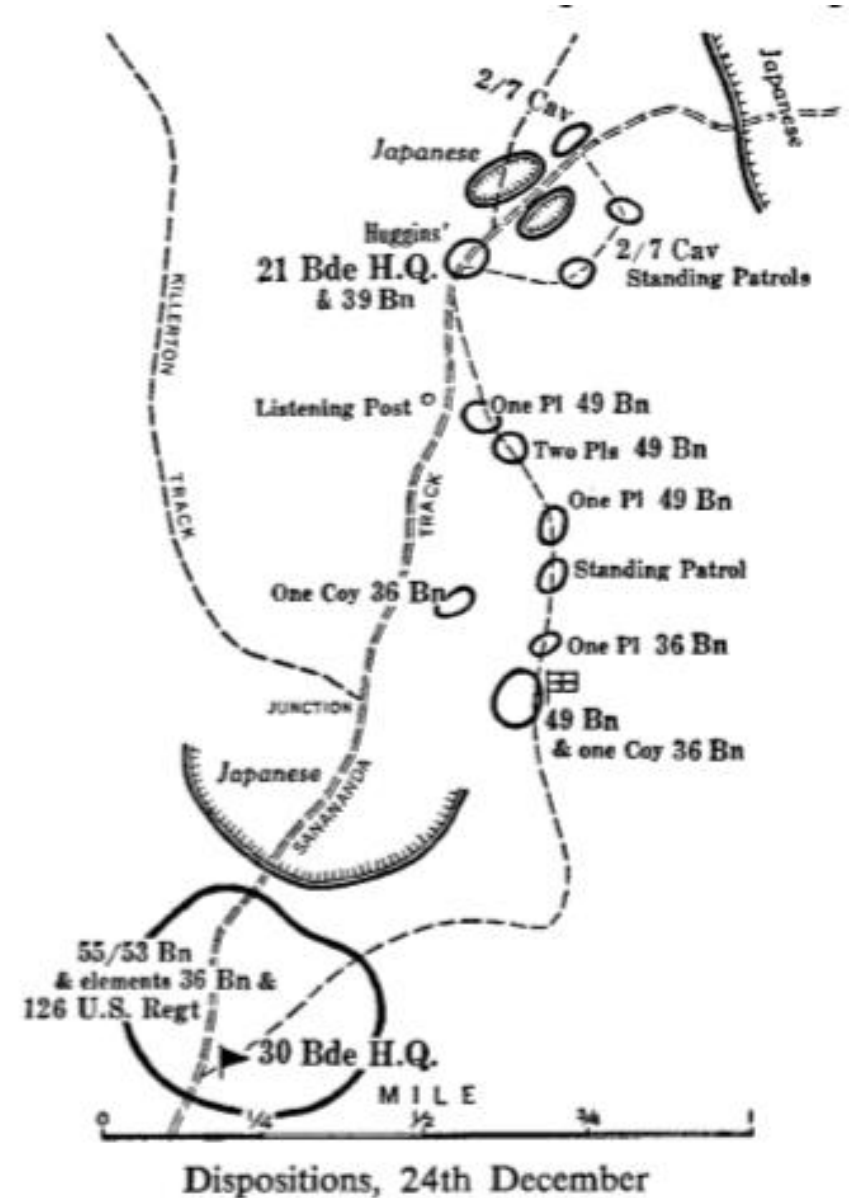 2/7 Cav
Japanese
Japanese
Huggins'
21 Bde H.Q.
& 39 Bn
2/7 Cav
Standing Patrols
KILLERTON
TRACK
Listening Post
One Pl 49 Bn
Two Pls 49 Bn
One Pl 49 Bn
TRACK
Standing Patrol
One Coy 36 Bn
One Pl 36 Bn
JUNCTION
49 Bn
& one Coy 36 Bn
Japanese
SANANANDA
55/53 Bn
& elements 36 Bn &
126 U.S. Regt
30 Bde H.Q.
MILE
0 1/4 1/2 3/4 1
Dispositions, 24th December